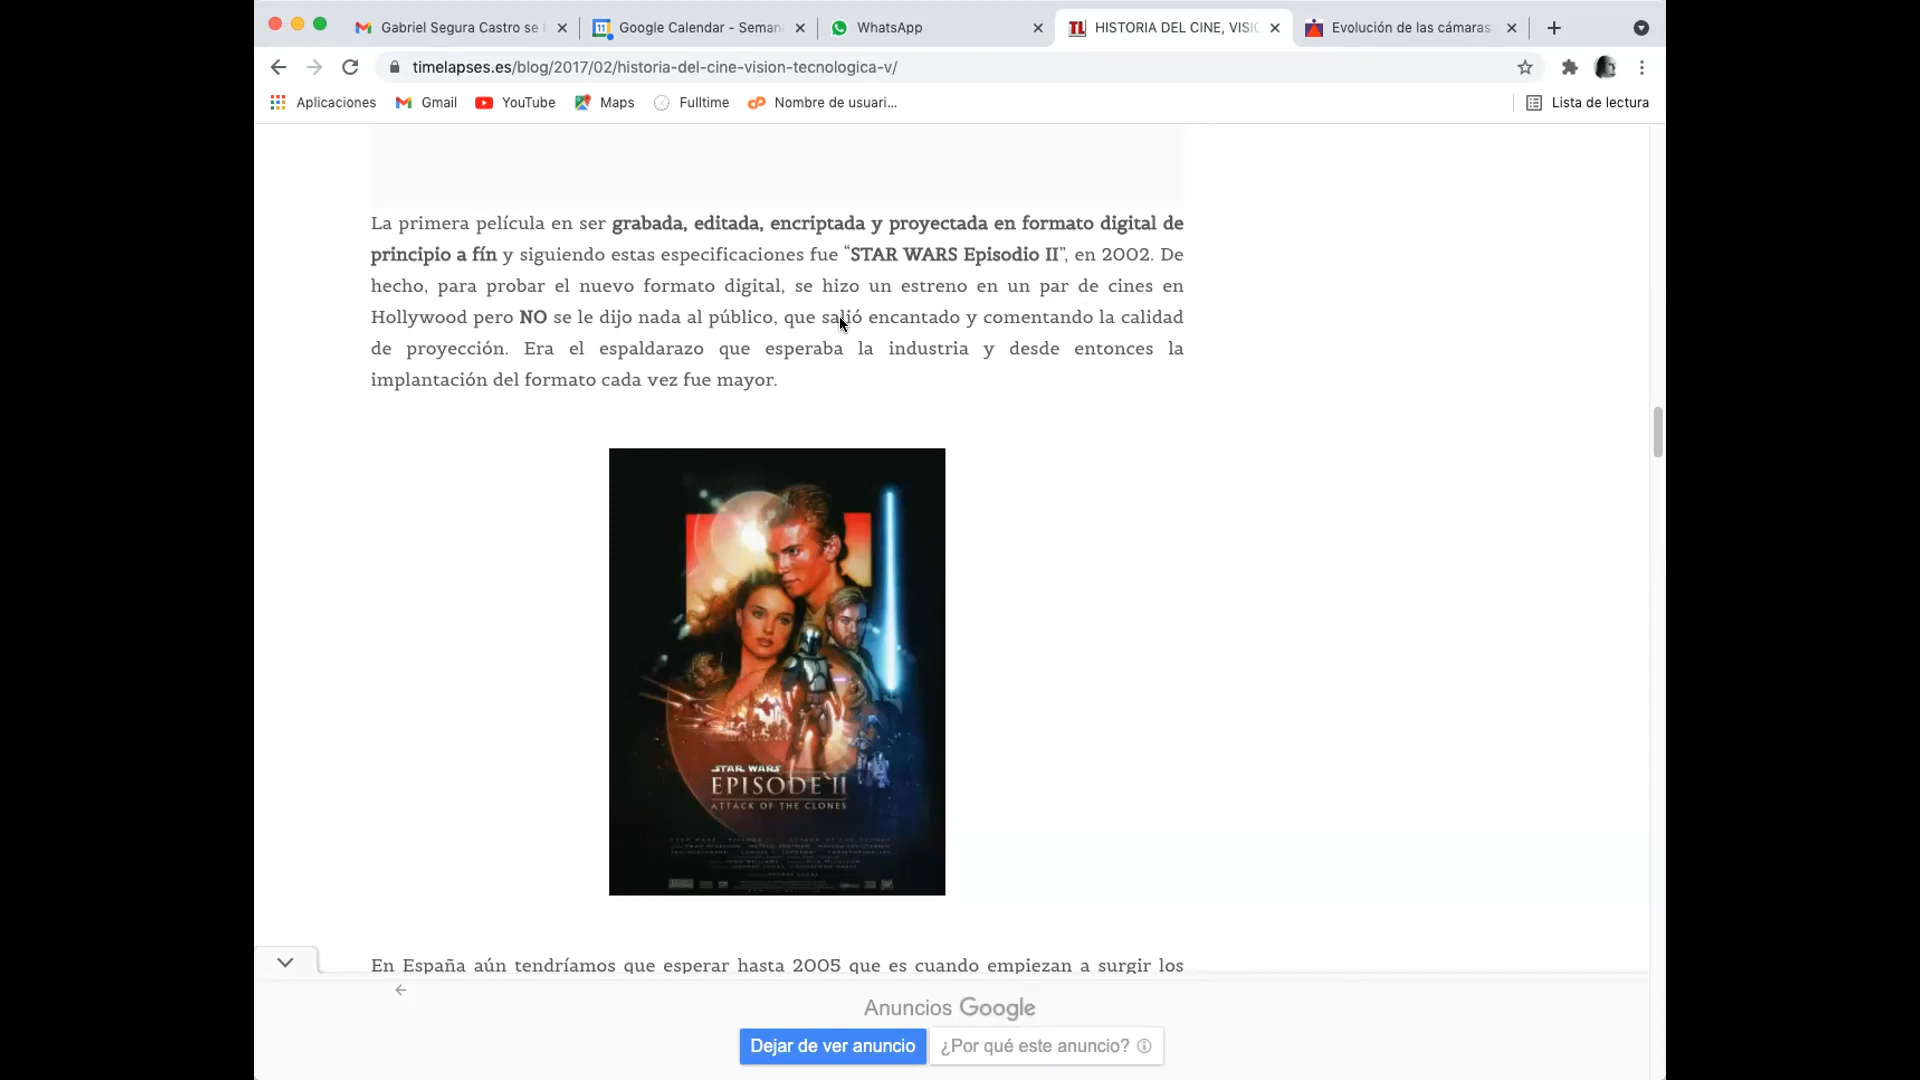 Gabriel Segura Castro se
Google Calendar - Seman
WhatsApp
TL
HISTORIA DEL CINE, VISI
Evolución de las cámaras
timelapses.es/blog/2017/02/historia-del-cine-vision-tecnologica-v/
Aplicaciones
Gmail
YouTube
Maps
Fulltime
Nombre de usuari...
Lista de lectura
La primera película en ser grabada, editada, encriptada y proyectada en formato digital de
principio a fín y siguiendo estas especificaciones fue “STAR WARS Episodio II”, en 2002. De
hecho, para probar el nuevo formato digital, se hizo un estreno en un par de cines en
Hollywood pero NO se le dijo nada al público, que salió encantado y comentando la calidad
de proyección. Era el espaldarazo que esperaba la industria y desde entonces la
implantación del formato cada vez fue mayor.
STAR WARS
EPISODE II
ATTACK OF THE CLONES
En España aún tendríamos que esperar hasta 2005 que es cuando empiezan a surgir los
Anuncios Google
Dejar de ver anuncio
¿Por qué este anuncio?